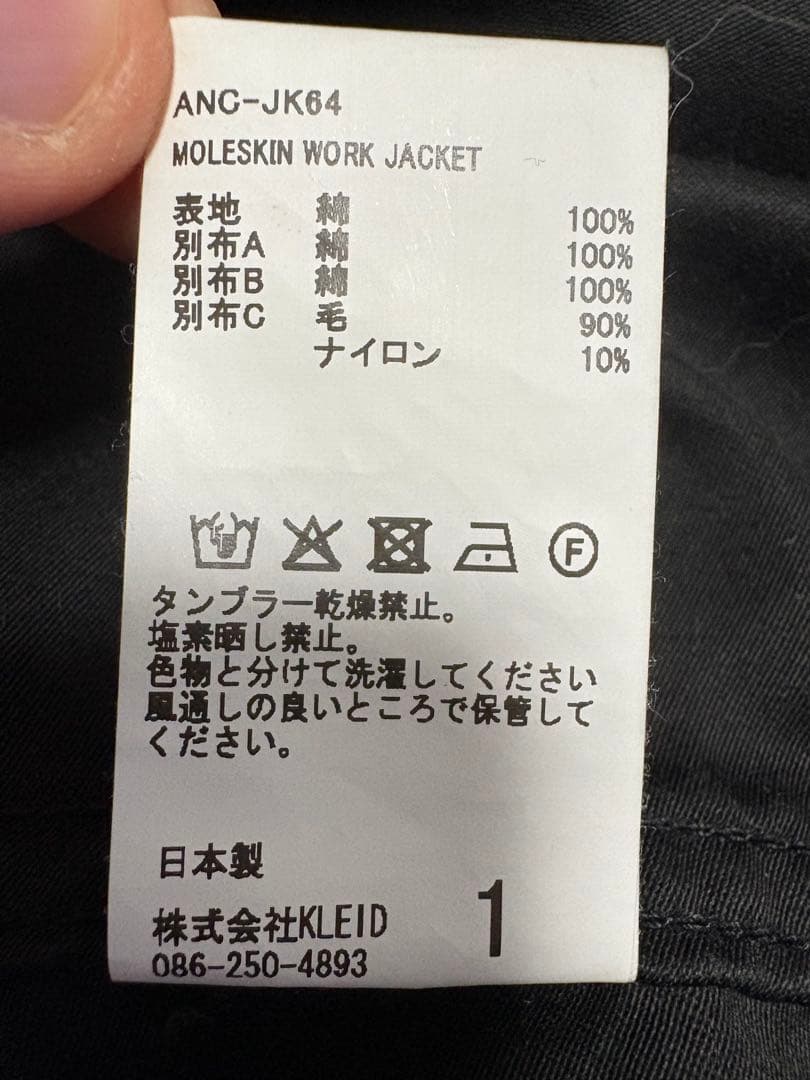 ANC-JK64
MOLESKIN WORK JACKET
表地 綿 100%
別布A 綿 100%
別布B 綿 100%
別布C 毛 90%
ナイロン 10%
F
タンブラー乾燥禁止。
塩素晒し禁止。
色物と分けて洗濯してください
風通しの良いところで保管して
ください。
日本製
株式会社KLEID
086-250-4893
1